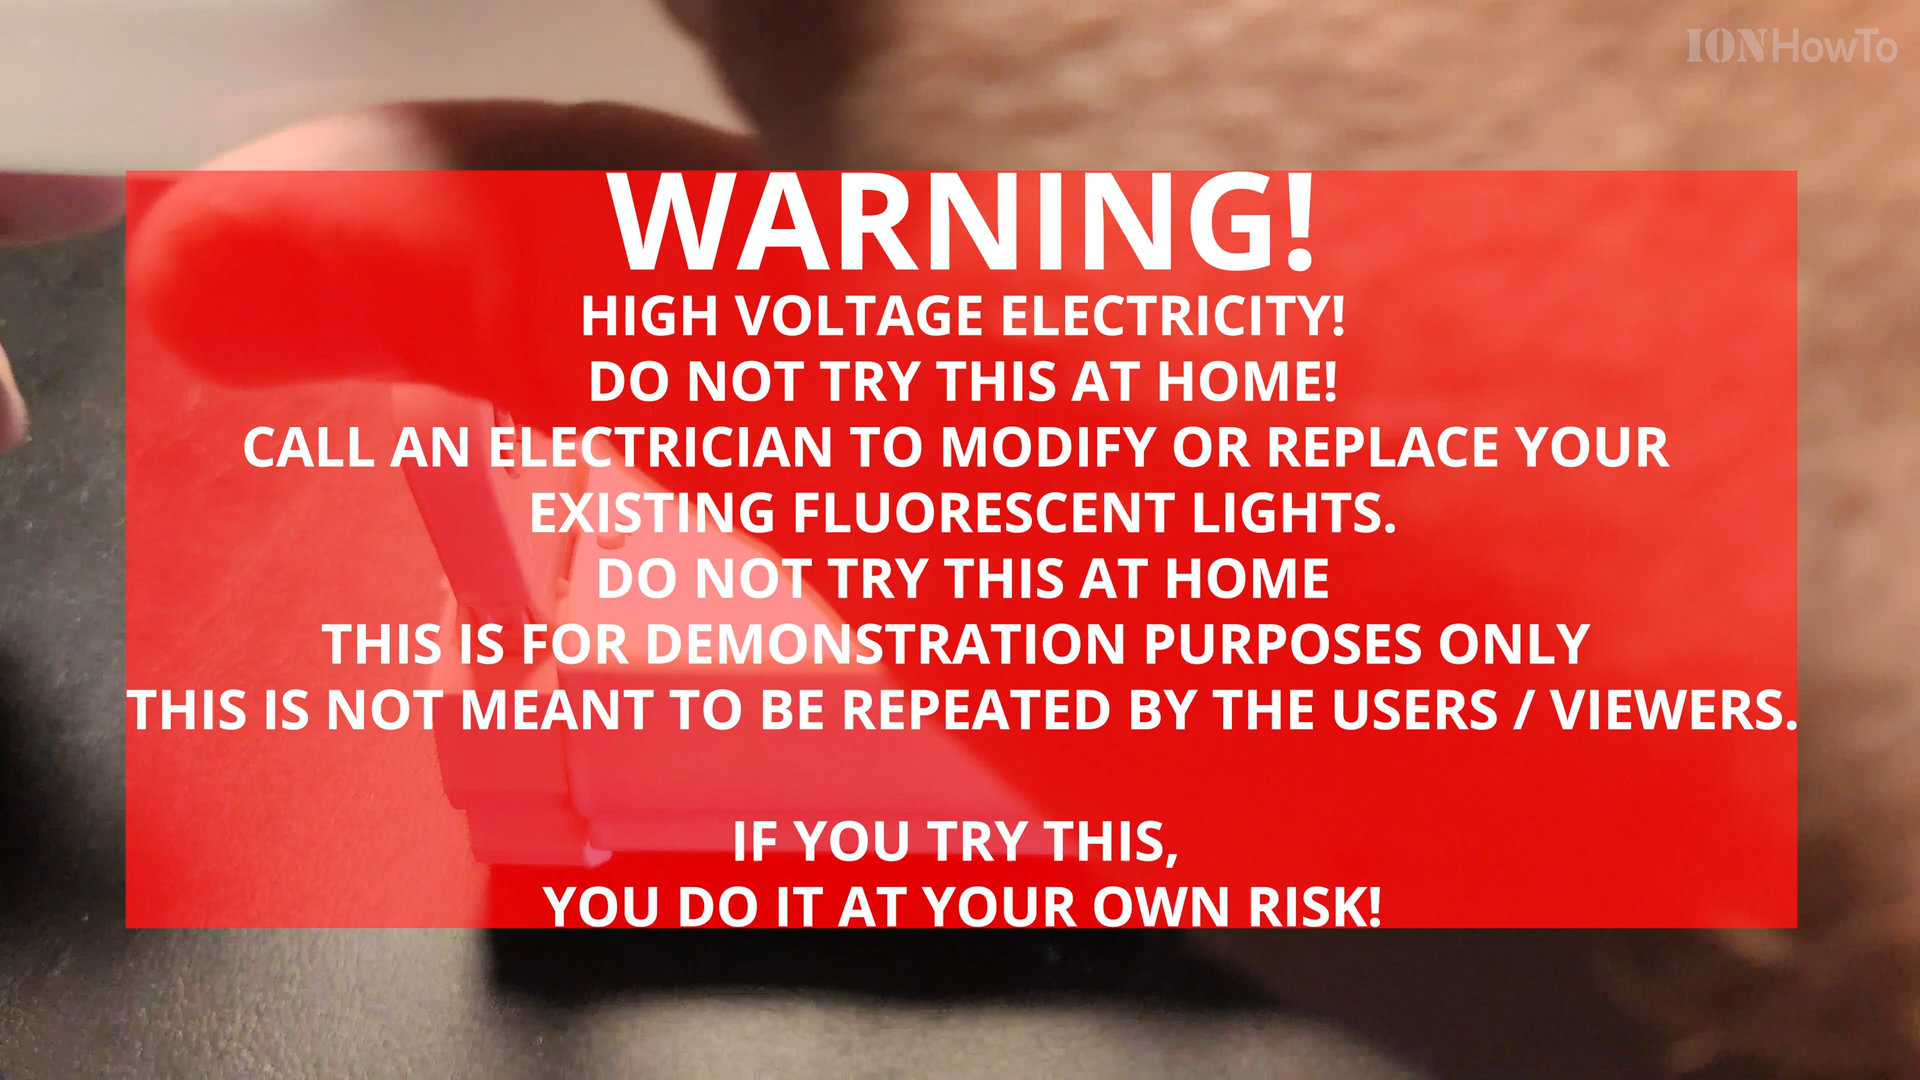 IONHowTo
WARNING!
HIGH VOLTAGE ELECTRICITY!
DO NOT TRY THIS AT HOME!
CALL AN ELECTRICIAN TO MODIFY OR REPLACE YOUR
EXISTING FLUORESCENT LIGHTS.
DO NOT TRY THIS AT HOME
THIS IS FOR DEMONSTRATION PURPOSES ONLY
THIS IS NOT MEANT TO BE REPEATED BY THE USERS / VIEWERS.
IF YOU TRY THIS,
YOU DO IT AT YOUR OWN RISK!